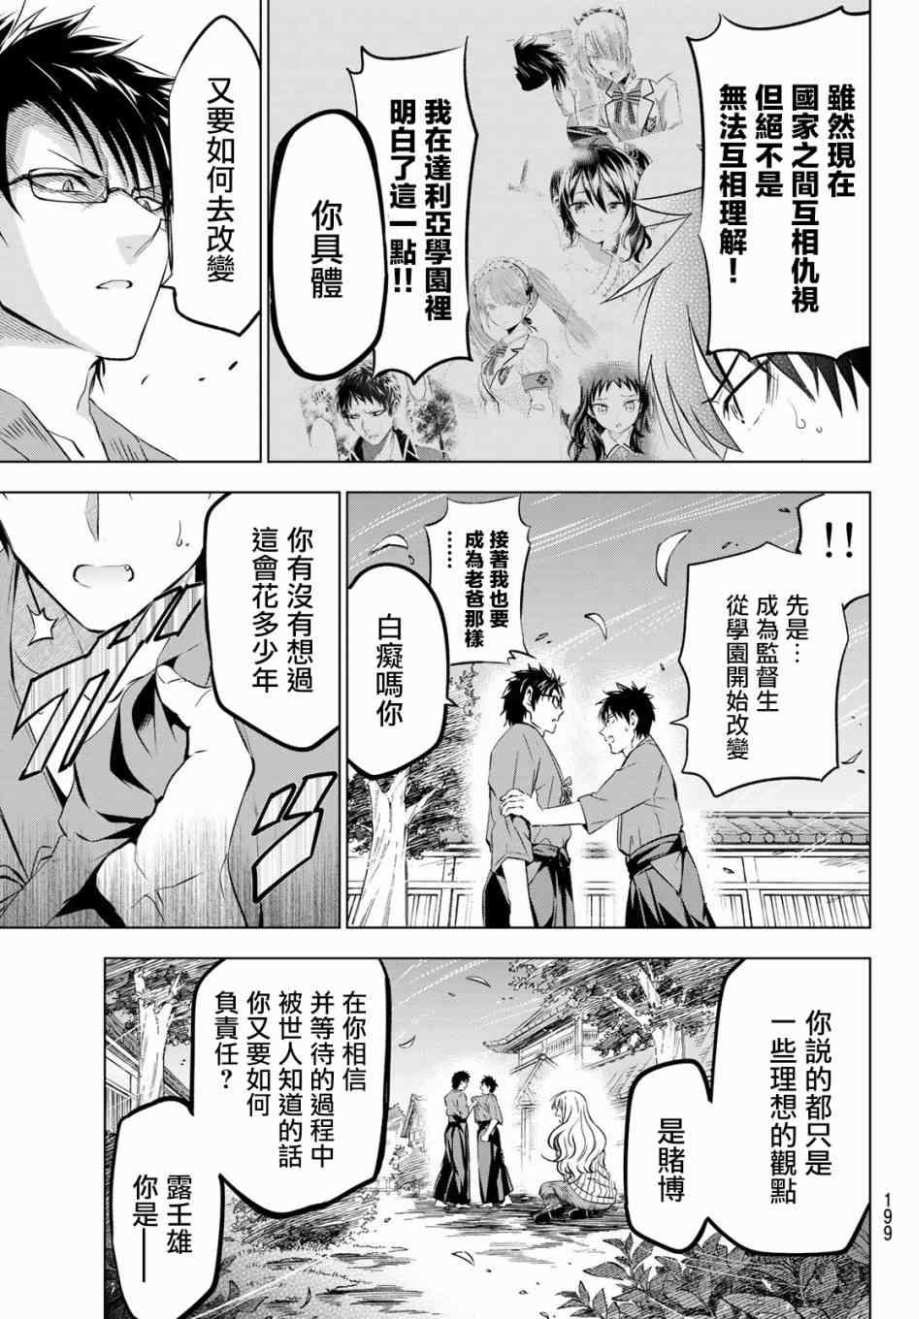 雖然現在
國家之間互相仇視
但絕不是
無法互相理解！
我在達利亞學園裡
明白了這一點!!
你具體
又要如何去改變
!!
先是…
成為監督生
從學園開始改變
接著我也要
成為老爸那樣
……
白癡嗎你
你有沒有想過
這會花多少年
你說的都只是
一些理想的觀點
是賭博
在你相信
并等待的過程中
被世人知道的話
你又要如何
負責任？
露壬雄
你是——
199